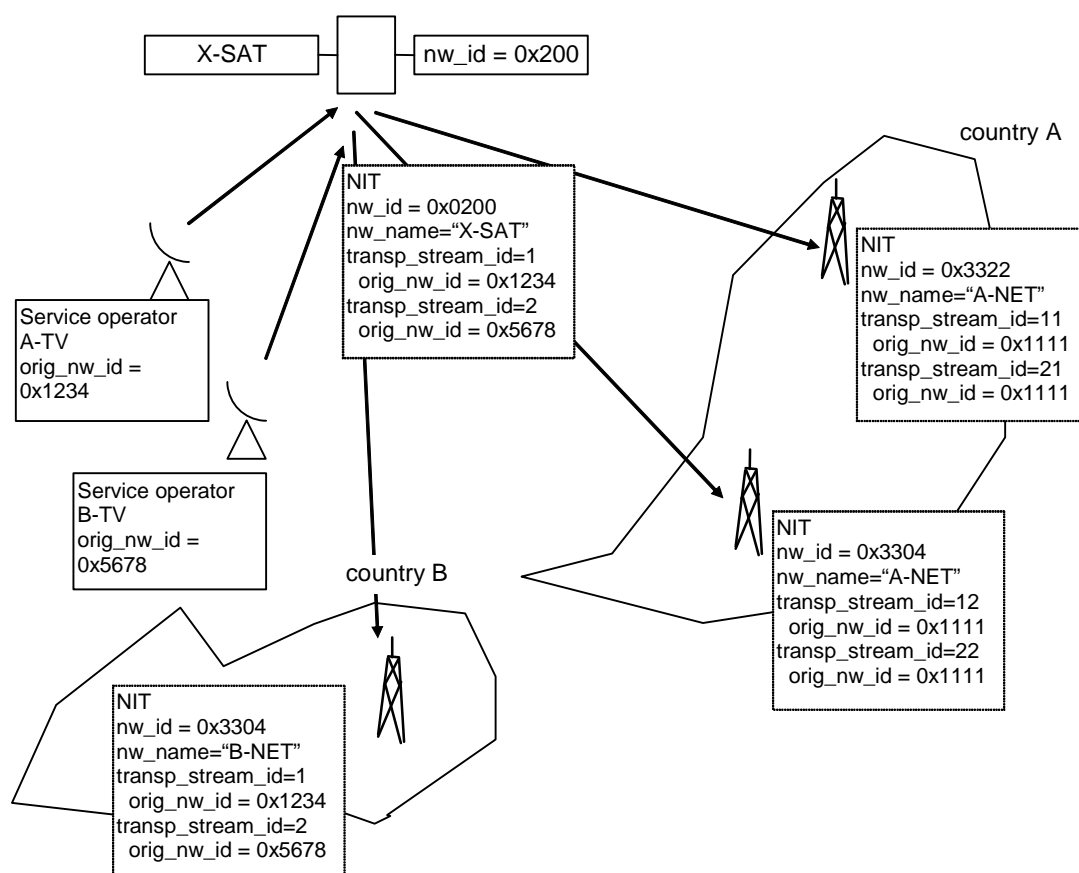 X-SAT
nw_id = 0x200
country A
NIT
nw_id = 0x0200
nw_name="X-SAT"
transp_stream_id=1
orig_nw_id = 0x1234
transp_stream_id=2
orig_nw_id = 0x5678
NIT
nw_id = 0x3322
nw_name="A-NET"
transp_stream_id=11
orig_nw_id = 0x1111
transp_stream_id=21
orig_nw_id = 0x1111
Service operator
A-TV
orig_nw_id =
0x1234
Service operator
B-TV
orig_nw_id =
0x5678
NIT
nw_id = 0x3304
nw_name="A-NET"
transp_stream_id=12
orig_nw_id = 0x1111
transp_stream_id=22
orig_nw_id = 0x1111
country B
NIT
nw_id = 0x3304
nw_name="B-NET"
transp_stream_id=1
orig_nw_id = 0x1234
transp_stream_id=2
orig_nw_id = 0x5678